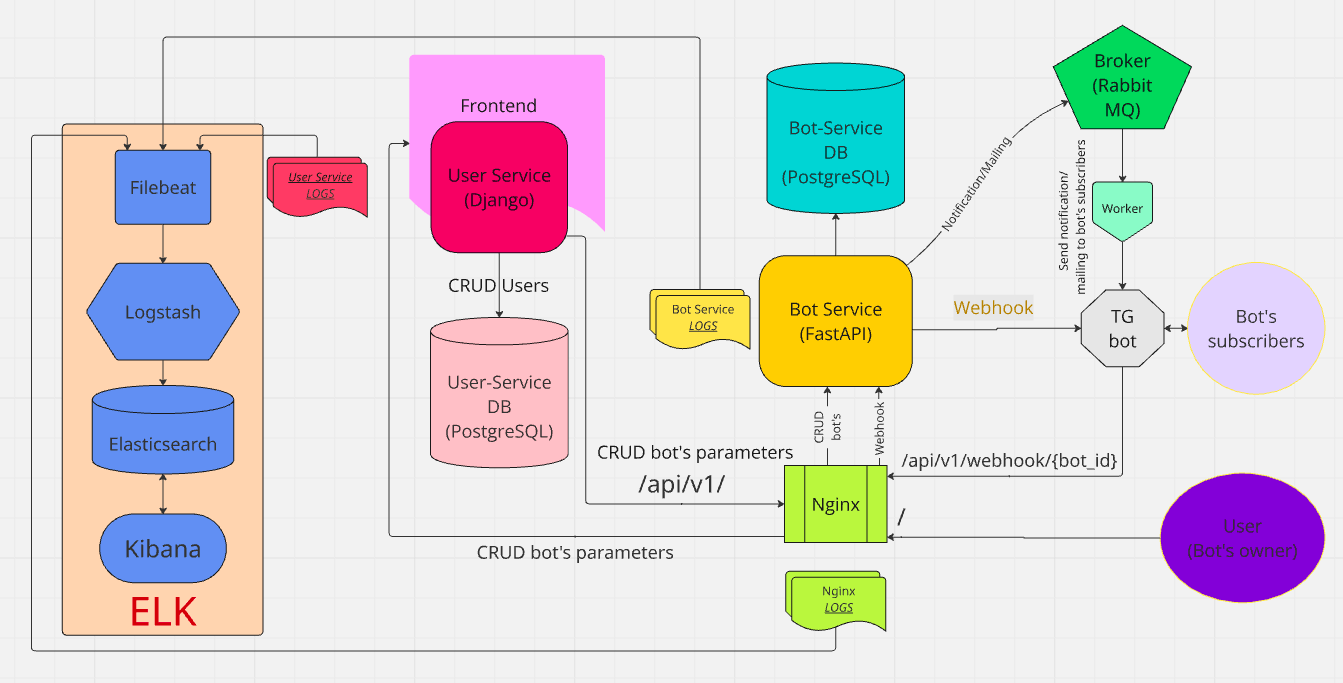 Filebeat
Logstash
Elasticsearch
Kibana
ELK
User Service
LOGS
Frontend
User Service
(Django)
CRUD Users
User-Service
DB
(PostgreSQL)
Bot Service
LOGS
Bot-Service
DB
(PostgreSQL)
Bot Service
(FastAPI)
Notification/Mailing
Broker
(Rabbit
MQ)
Worker
Send notification/
mailing to bot's subscribers
Webhook
TG
bot
Bot's
subscribers
CRUD
bot's
Webhook
CRUD bot's parameters
/api/v1/
Nginx
/api/v1/webhook/{bot_id}
/
User
(Bot's owner)
CRUD bot's parameters
Nginx
LOGS